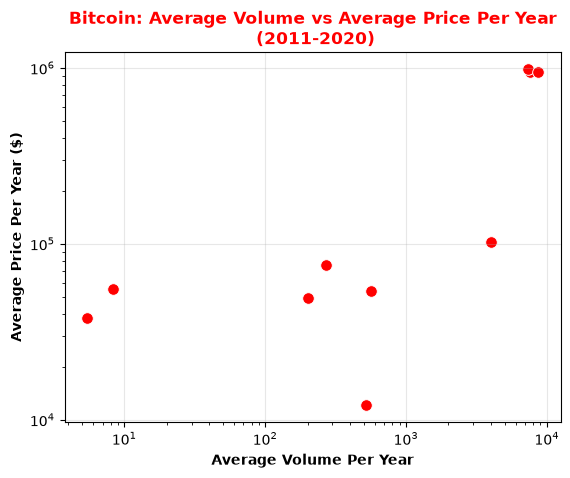 Bitcoin: Average Volume vs Average Price Per Year
(2011-2020)
Average Price Per Year ($)
10⁶
10⁵
10⁴
10¹ 10² 10³ 10⁴
Average Volume Per Year